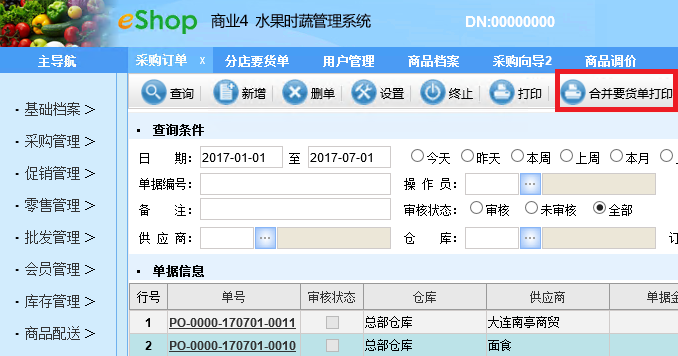 eShop 商业4 水果时蔬管理系统 DN:00000000
主导航 采购订单 x 分店要货单 用户管理 商品档案 采购向导2 商品调价
查询 新增 删单 设置 终止 打印 合并要货单打印
· 基础档案 >
· 采购管理 >
· 促销管理 >
· 零售管理 >
· 批发管理 >
· 会员管理 >
· 库存管理 >
· 商品配送 >
· 查询条件
日 期: 2017-01-01 至 2017-07-01 今天 昨天 本周 上周 本月 上
单据编号: 操 作 员: ...
备 注: 审核状态: 审核 未审核 全部
供 应 商: ... 仓 库: ... 订
· 单据信息
行号 单号 审核状态 仓库 供应商 单据金
1 PO-0000-170701-0011 总部仓库 大连南亭商贸
2 PO-0000-170701-0010 总部仓库 面食